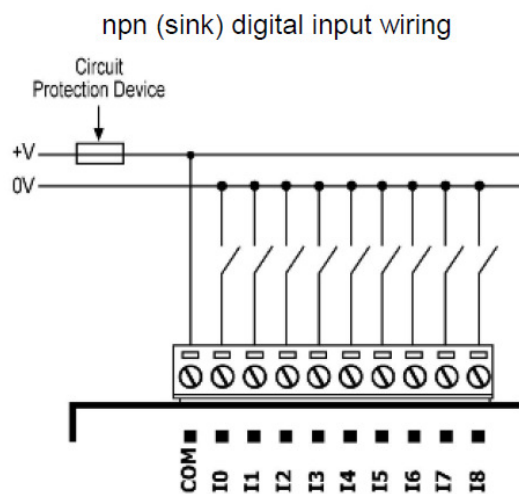 npn (sink) digital input wiring
Circuit
Protection Device
+V
0V
COM
I0
I1
I2
I3
I4
I5
I6
I7
I8